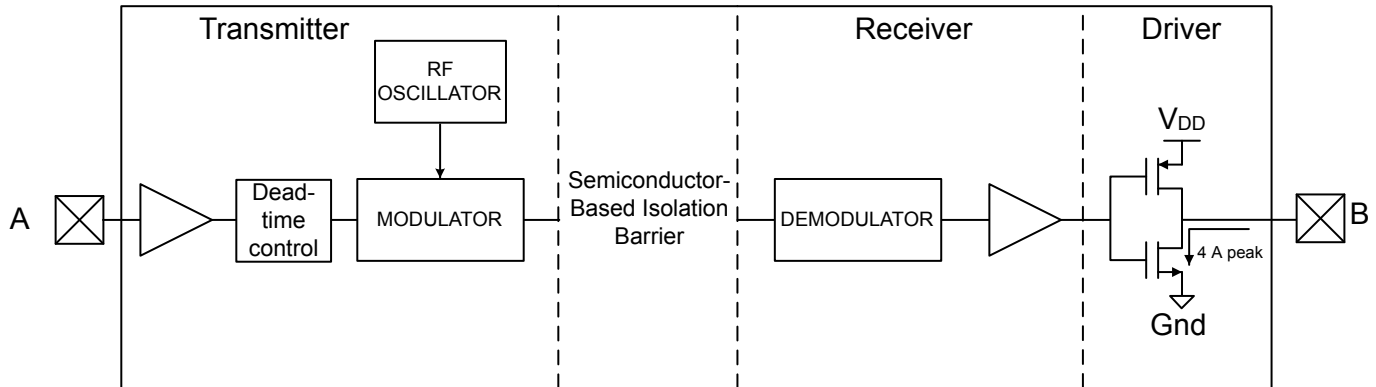 Transmitter
Receiver
Driver
RF
OSCILLATOR
VDD
A
Dead-
time
control
MODULATOR
Semiconductor-
Based Isolation
Barrier
DEMODULATOR
4 A peak
B
Gnd